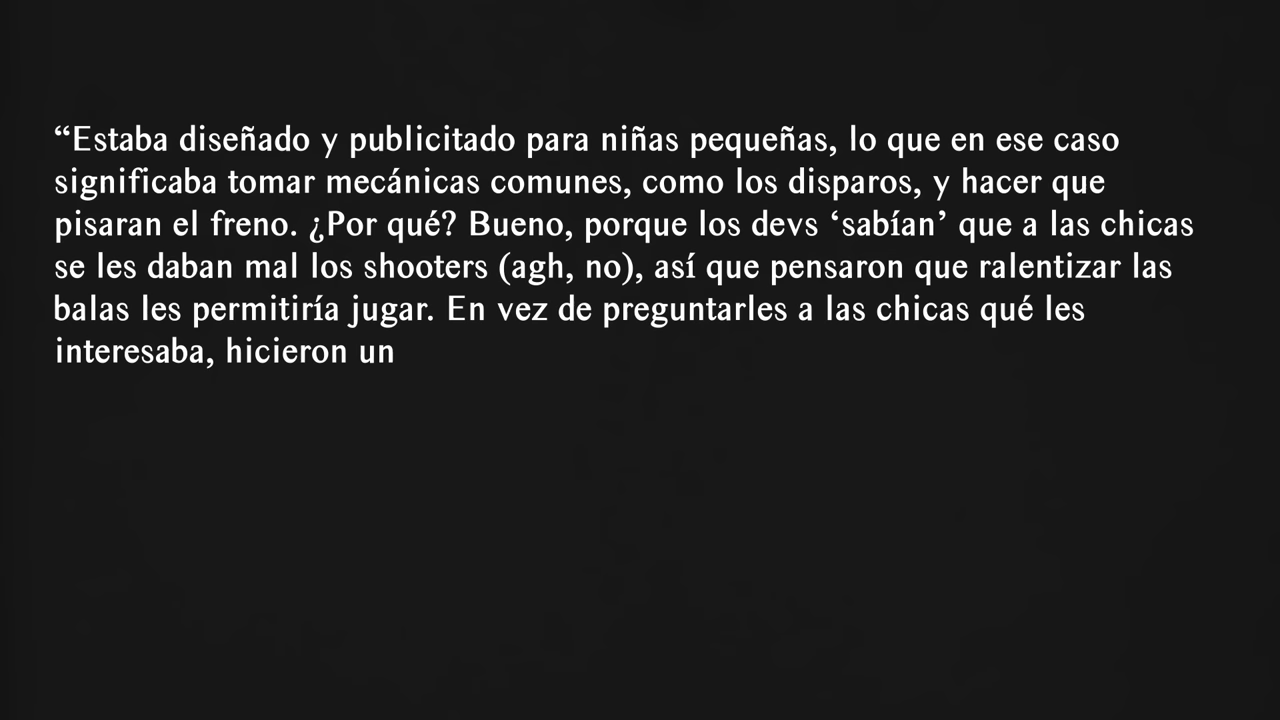 “Estaba diseñado y publicitado para niñas pequeñas, lo que en ese caso
significaba tomar mecánicas comunes, como los disparos, y hacer que
pisaran el freno. ¿Por qué? Bueno, porque los devs ‘sabían’ que a las chicas
se les daban mal los shooters (agh, no), así que pensaron que ralentizar las
balas les permitiría jugar. En vez de preguntarles a las chicas qué les
interesaba, hicieron un